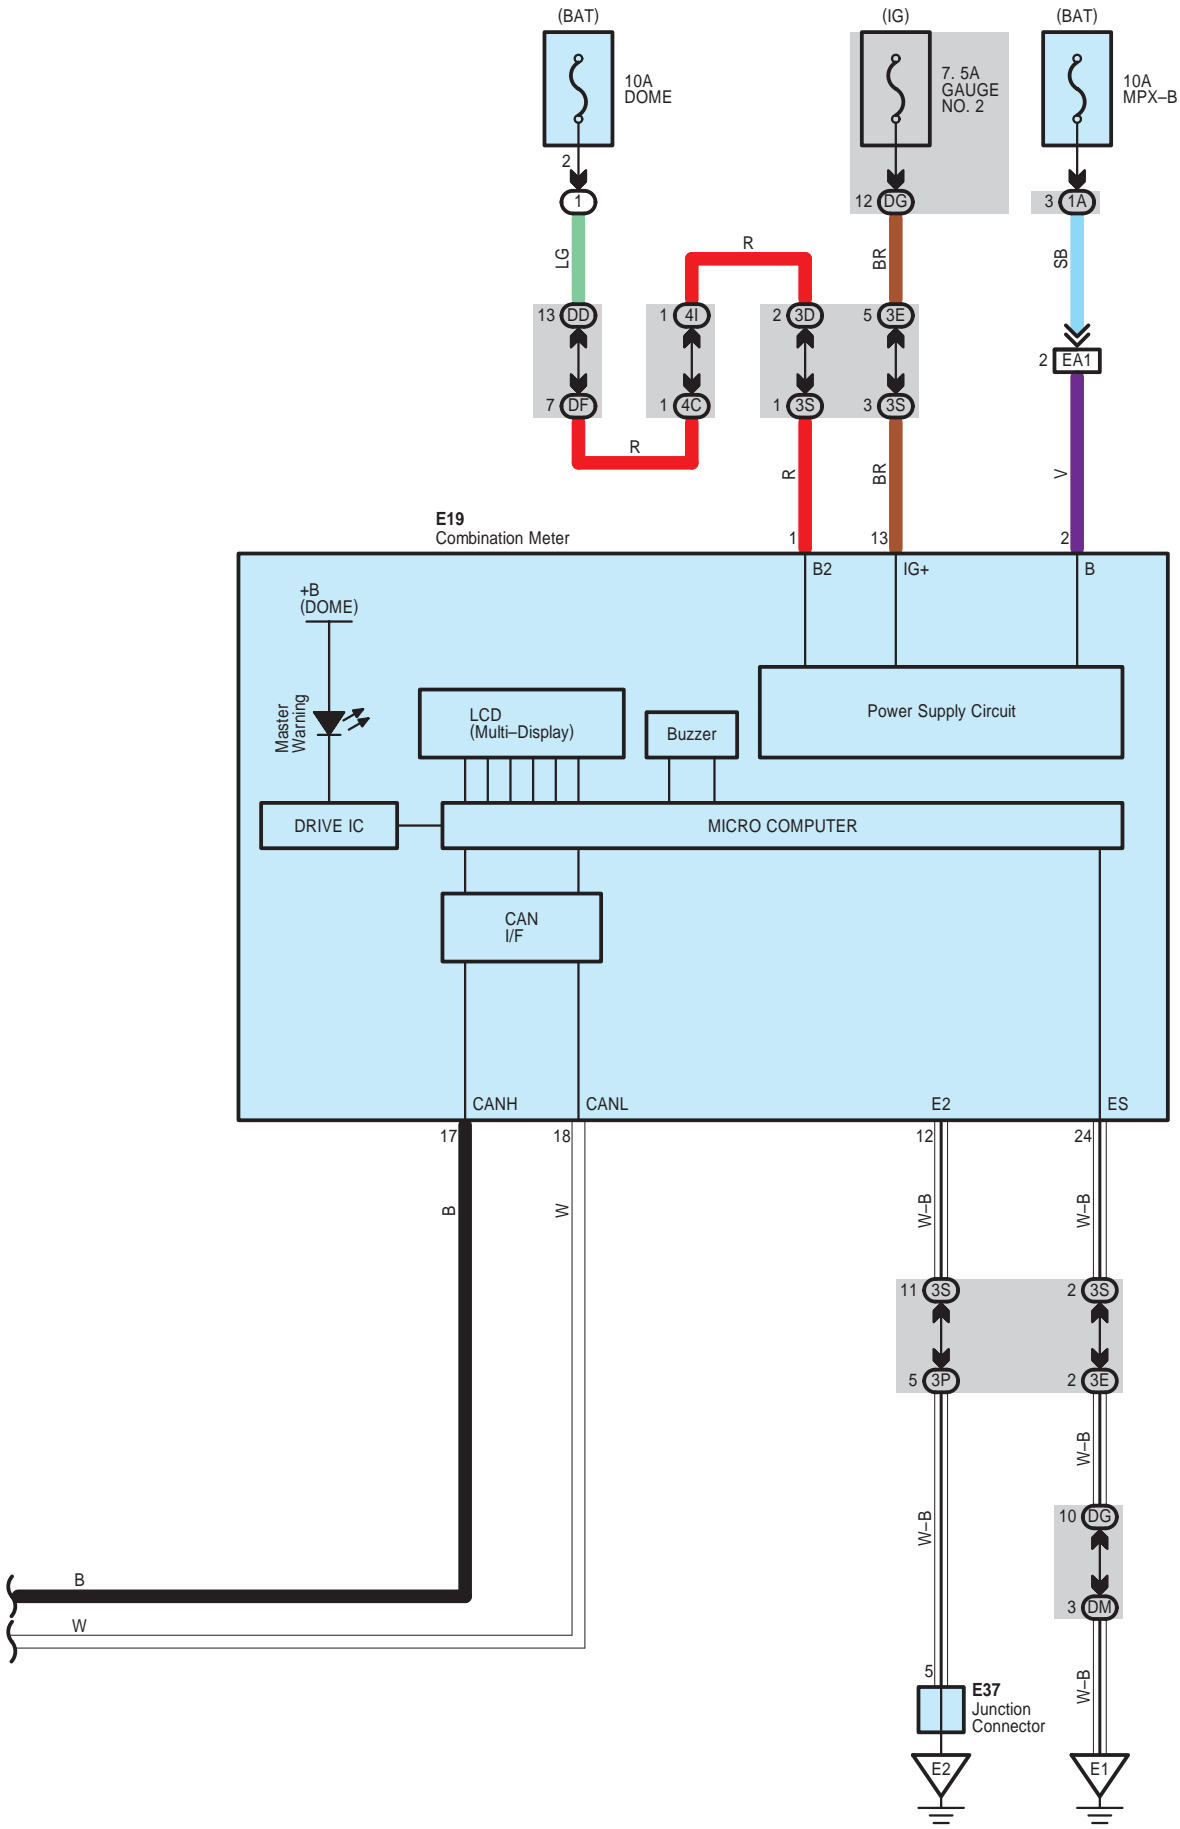 (BAT)
(IG)
(BAT)
10A
DOME
7. 5A
GAUGE
NO. 2
10A
MPX–B
2
1
12 DG
3 1A
LG
R
BR
SB
13 DD
1 4I
2 3D
5 3E
2 EA1
7 DF
1 4C
1 3S
3 3S
R
R
BR
V
E19
Combination Meter
1
13
2
B2
IG+
B
+B
(DOME)
Master
Warning
LCD
(Multi–Display)
Buzzer
Power Supply Circuit
DRIVE IC
MICRO COMPUTER
CAN
I/F
CANH
CANL
E2
ES
17
18
12
24
B
W
W–B
W–B
11 3S
2 3S
5 3P
2 3E
W–B
W–B
10 DG
3 DM
B
W
W–B
5
E37
Junction
Connector
E2
E1